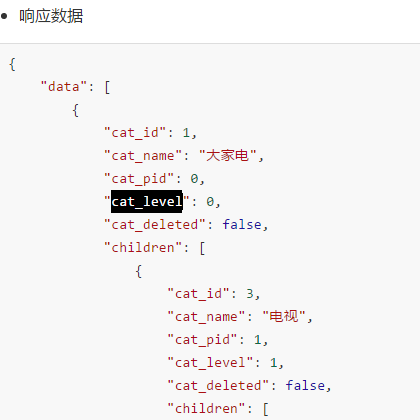 响应数据
{
"data": [
{
"cat_id": 1,
"cat_name": "大家电",
"cat_pid": 0,
"cat_level": 0,
"cat_deleted": false,
"children": [
{
"cat_id": 3,
"cat_name": "电视",
"cat_pid": 1,
"cat_level": 1,
"cat_deleted": false,
"children": [